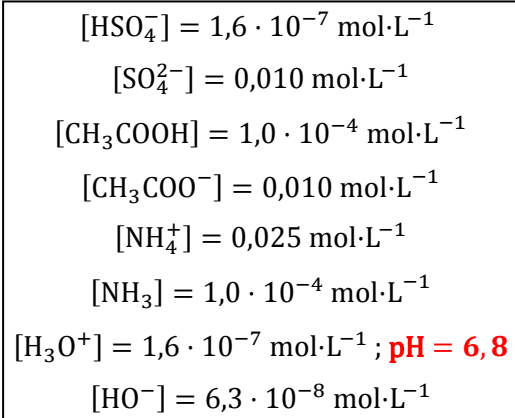 [HSO₄⁻] = 1,6 · 10⁻⁷ mol·L⁻¹
[SO₄²⁻] = 0,010 mol·L⁻¹
[CH₃COOH] = 1,0 · 10⁻⁴ mol·L⁻¹
[CH₃COO⁻] = 0,010 mol·L⁻¹
[NH₄⁺] = 0,025 mol·L⁻¹
[NH₃] = 1,0 · 10⁻⁴ mol·L⁻¹
[H₃O⁺] = 1,6 · 10⁻⁷ mol·L⁻¹ ; pH = 6,8
[HO⁻] = 6,3 · 10⁻⁸ mol·L⁻¹